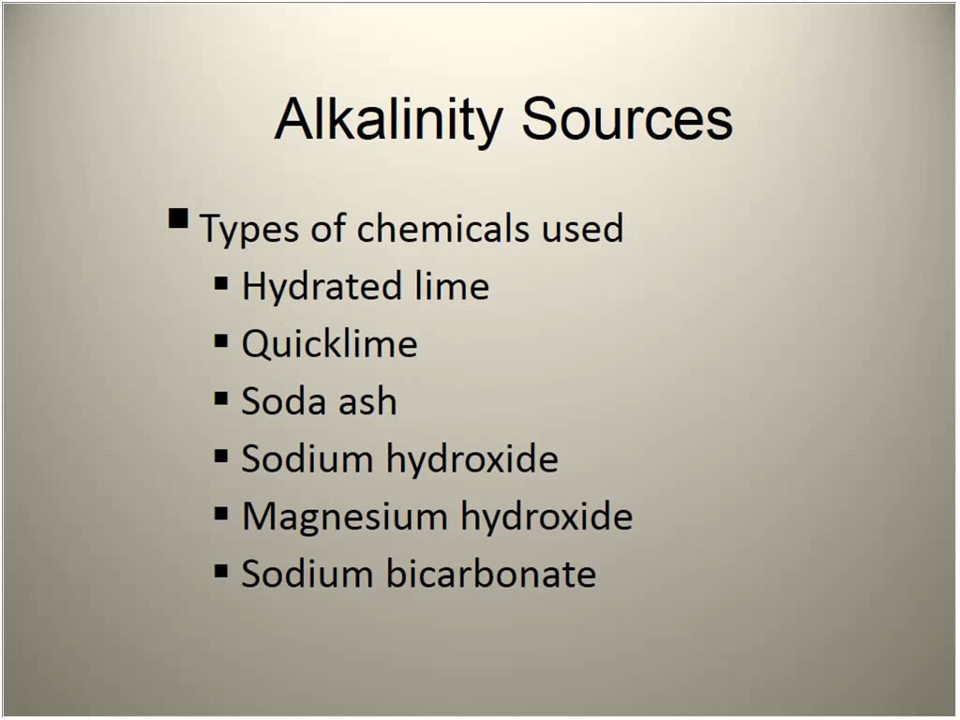 Alkalinity Sources
▪ Types of chemicals used
▪ Hydrated lime
▪ Quicklime
▪ Soda ash
▪ Sodium hydroxide
▪ Magnesium hydroxide
▪ Sodium bicarbonate